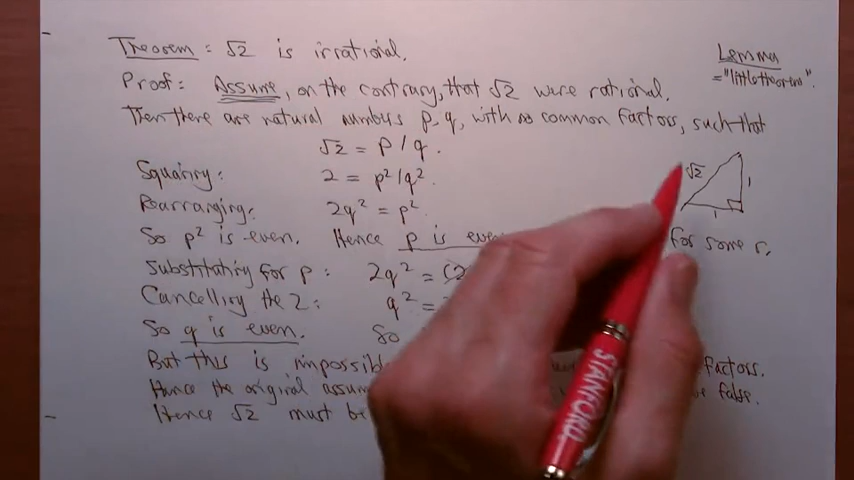 Theorem: √2 is irrational.
Lemma
="little theorem".
Proof: Assume, on the contrary, that √2 were rational.
Then there are natural numbers p, q, with no common factors, such that
√2 = p/q.
√2
1
1
Squaring: 2 = p²/q².
Rearranging: 2q² = p²
So p² is even. Hence p is even for some r.
Substituting for p: 2q² = (2
Cancelling the 2: q² =
So q is even. So
But this is impossible factors.
Hence the original false.
Hence √2 must be
STANFORD